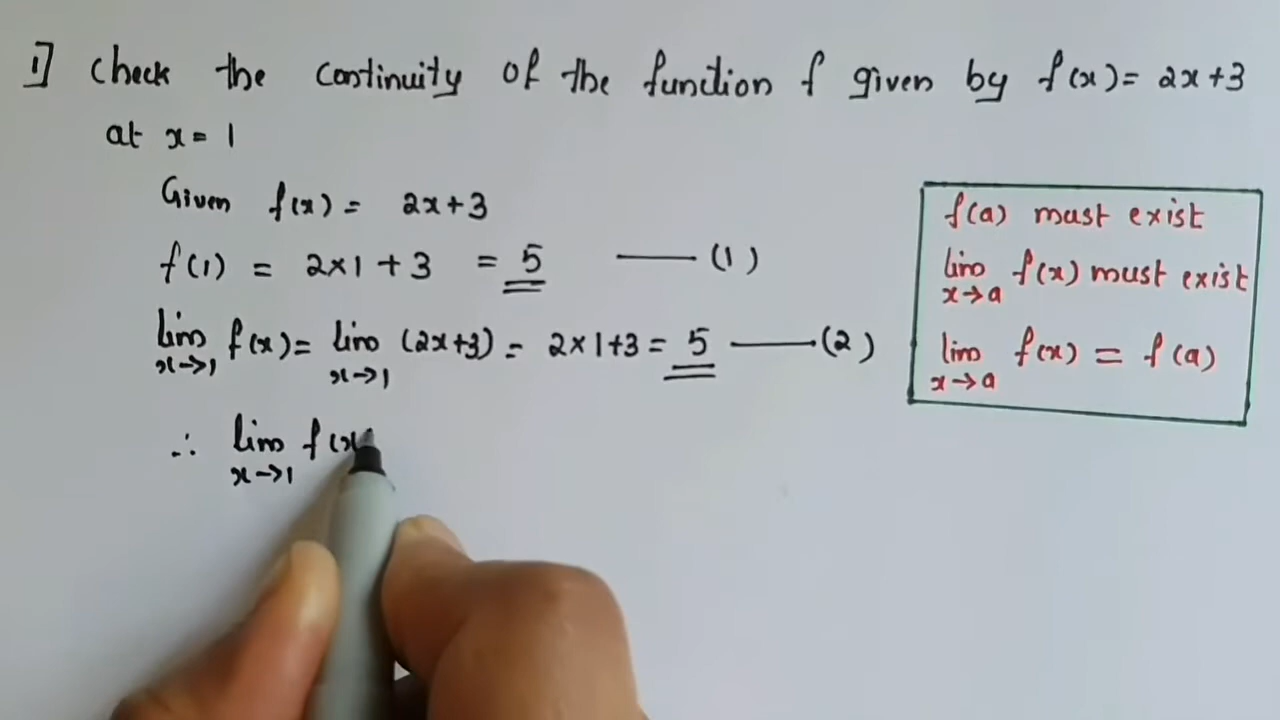 1] Check the continuity of the function f given by f(x) = 2x+3
at x = 1
Given f(x) = 2x+3
f(1) = 2×1+3 = 5 —— (1)
lim x→1 f(x) = lim x→1 (2x+3) = 2×1+3 = 5 —— (2)
∴ lim x→1 f(x
f(a) must exist
lim x→a f(x) must exist
lim x→a f(x) = f(a)